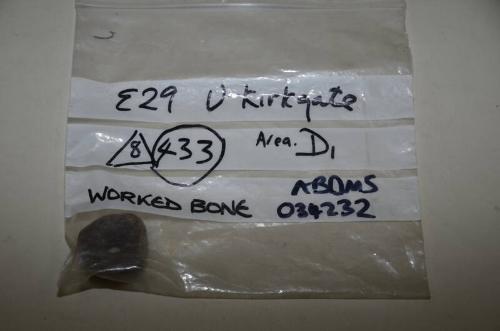 E29 U-Kirkgate
8 433 Area. D1
WORKED BONE ABDMS
034232